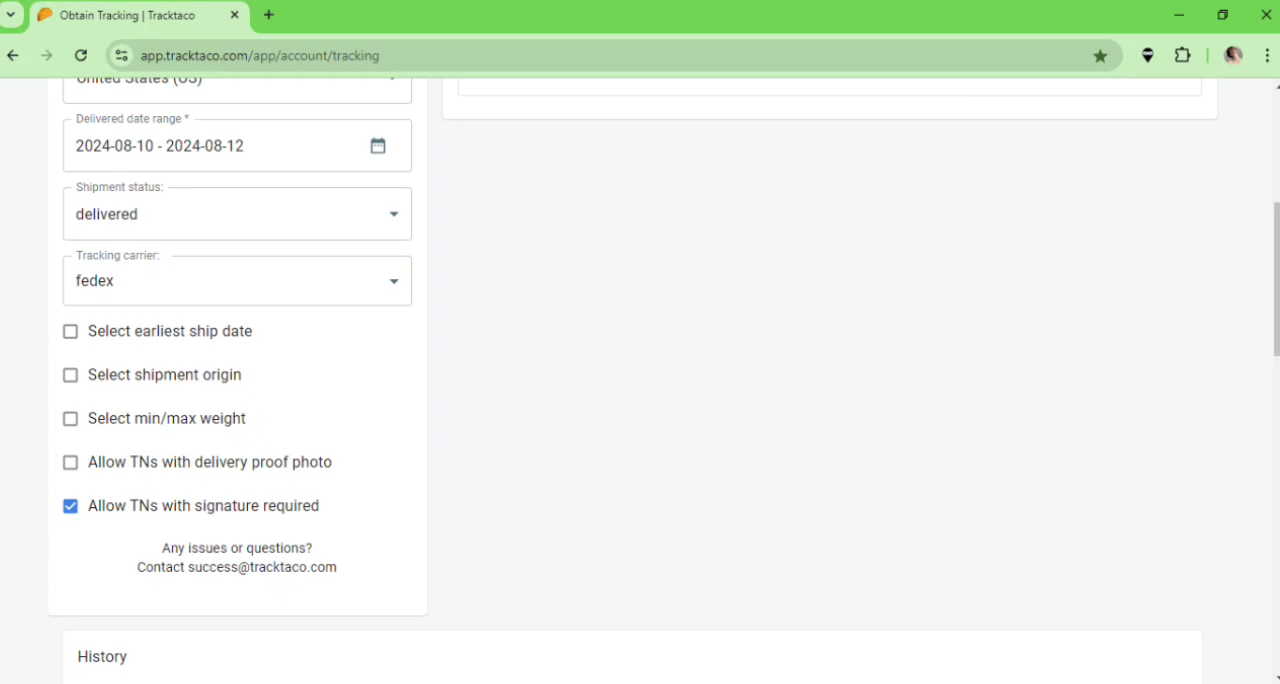 Obtain Tracking | Tracktaco
app.tracktaco.com/app/account/tracking
United States (US)
Delivered date range *
2024-08-10 - 2024-08-12
Shipment status:
delivered
Tracking carrier:
fedex
Select earliest ship date
Select shipment origin
Select min/max weight
Allow TNs with delivery proof photo
Allow TNs with signature required
Any issues or questions?
Contact success@tracktaco.com
History